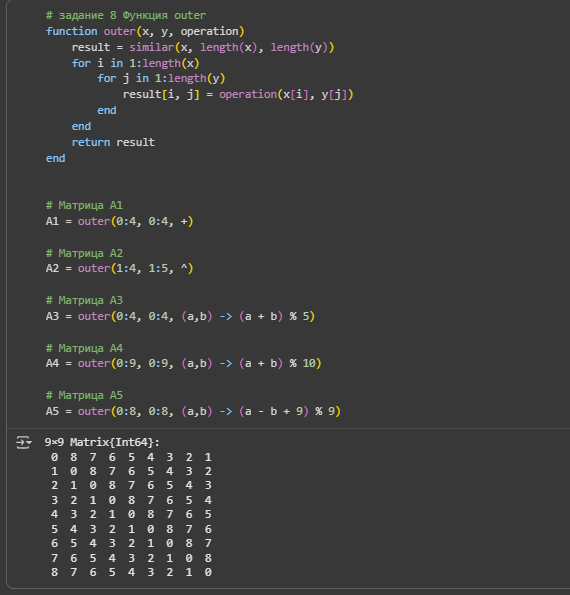 # задание 8 Функция outer
function outer(x, y, operation)
    result = similar(x, length(x), length(y))
    for i in 1:length(x)
        for j in 1:length(y)
            result[i, j] = operation(x[i], y[j])
        end
    end
    return result
end
# Матрица A1
A1 = outer(0:4, 0:4, +)
# Матрица A2
A2 = outer(1:4, 1:5, ^)
# Матрица A3
A3 = outer(0:4, 0:4, (a,b) -> (a + b) % 5)
# Матрица A4
A4 = outer(0:9, 0:9, (a,b) -> (a + b) % 10)
# Матрица A5
A5 = outer(0:8, 0:8, (a,b) -> (a - b + 9) % 9)
9×9 Matrix{Int64}:
 0  8  7  6  5  4  3  2  1
 1  0  8  7  6  5  4  3  2
 2  1  0  8  7  6  5  4  3
 3  2  1  0  8  7  6  5  4
 4  3  2  1  0  8  7  6  5
 5  4  3  2  1  0  8  7  6
 6  5  4  3  2  1  0  8  7
 7  6  5  4  3  2  1  0  8
 8  7  6  5  4  3  2  1  0